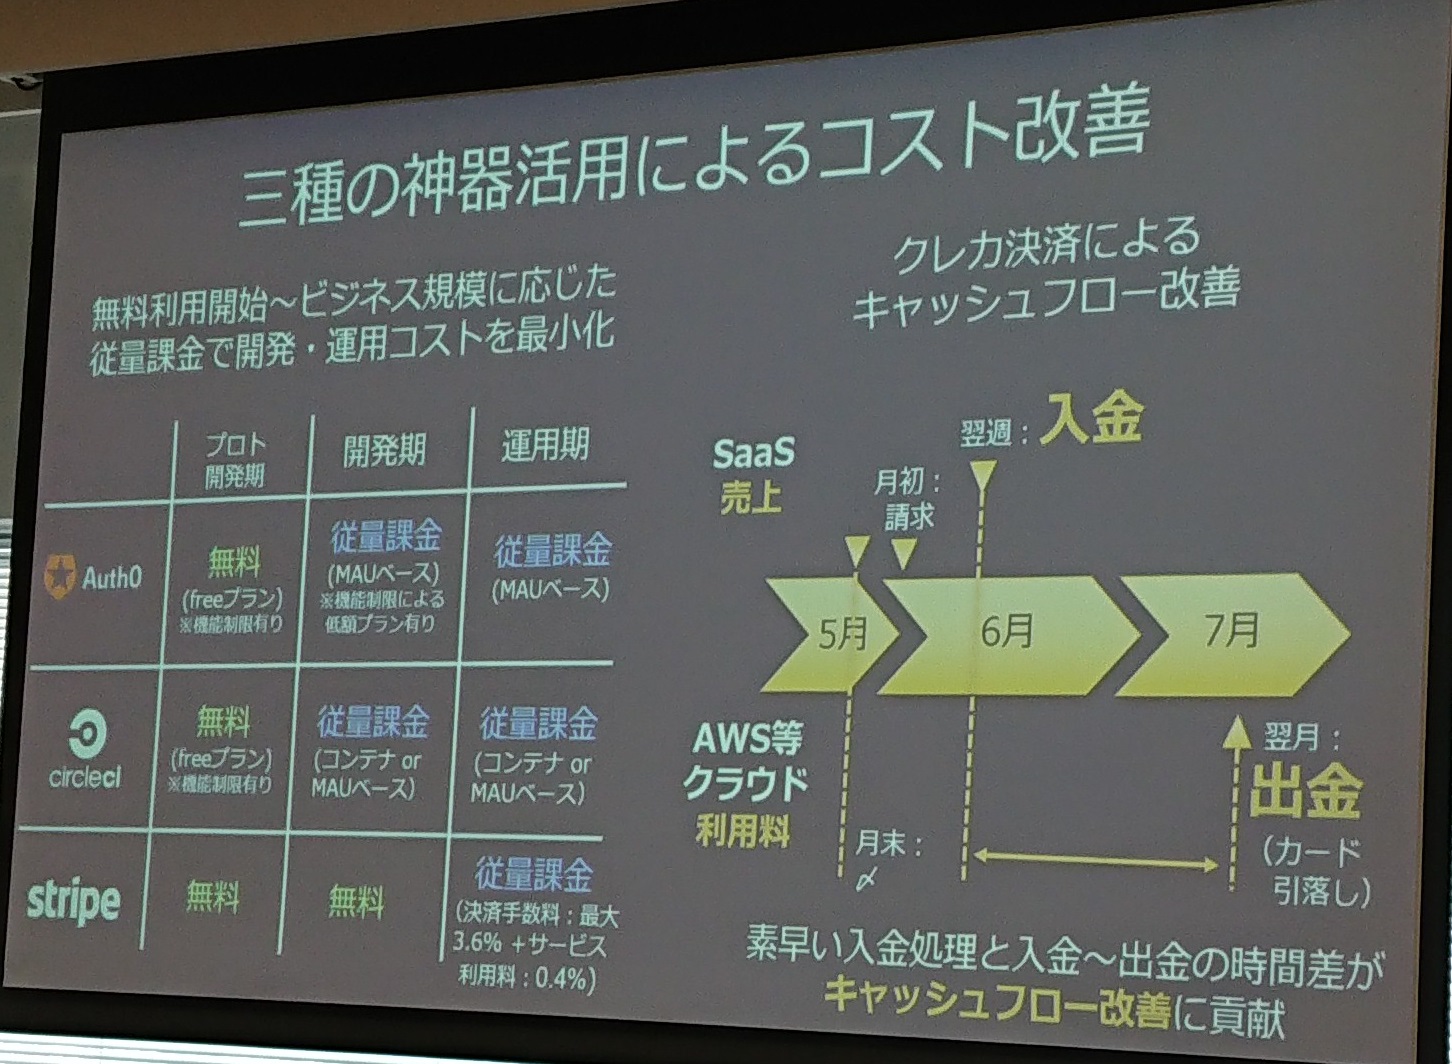 三種の神器活用によるコスト改善
無料利用開始～ビジネス規模に応じた
従量課金で開発・運用コストを最小化
プロト
開発期
開発期
運用期
Auth0
無料
(freeプラン)
※機能制限有り
従量課金
(MAUベース)
※機能制限による
低額プラン有り
従量課金
(MAUベース)
circleci
無料
(freeプラン)
※機能制限有り
従量課金
(コンテナ or
MAUベース)
従量課金
(コンテナ or
MAUベース)
stripe
無料
無料
従量課金
(決済手数料：最大
3.6% +サービス
利用料：0.4%)
クレカ決済による
キャッシュフロー改善
SaaS
売上
月初：
請求
翌週：入金
5月
6月
7月
AWS等
クラウド
利用料
月末：
〆
翌月：
出金
(カード
引落し)
素早い入金処理と入金～出金の時間差が
キャッシュフロー改善に貢献